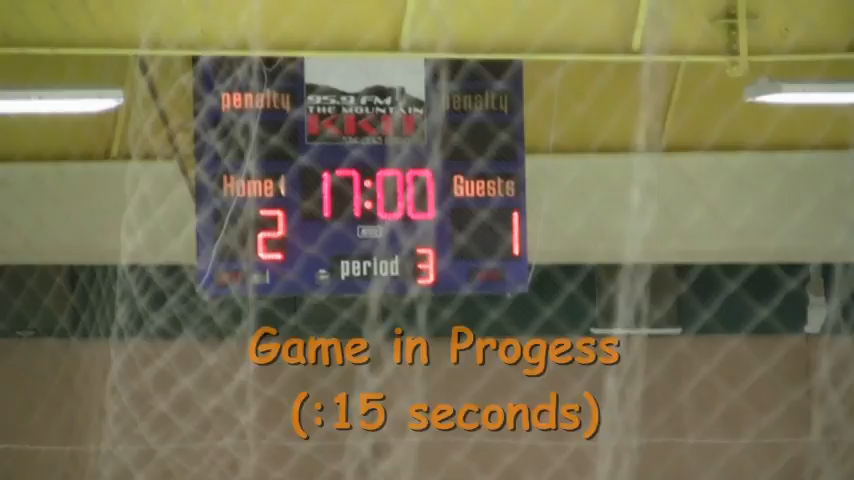 penalty
95.9 FM
THE MOUNTAIN
penalty
Home
17:00
Guests
2
1
period 3
Game in Progess
(:15 seconds)